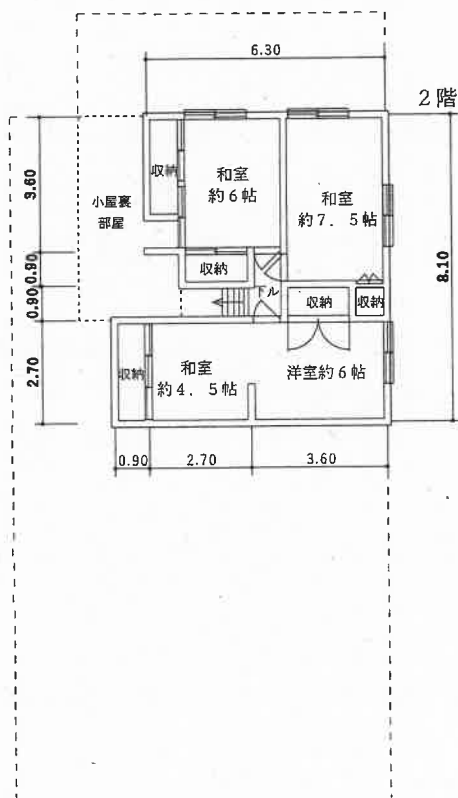 6.30
2階
3.60
収納
和室
約6帖
和室
約7．5帖
小屋裏
部屋
8.10
0.90
収納
下ル
0.90
収納
収納
2.70
収納
和室
約4．5帖
洋室約6帖
0.90
2.70
3.60